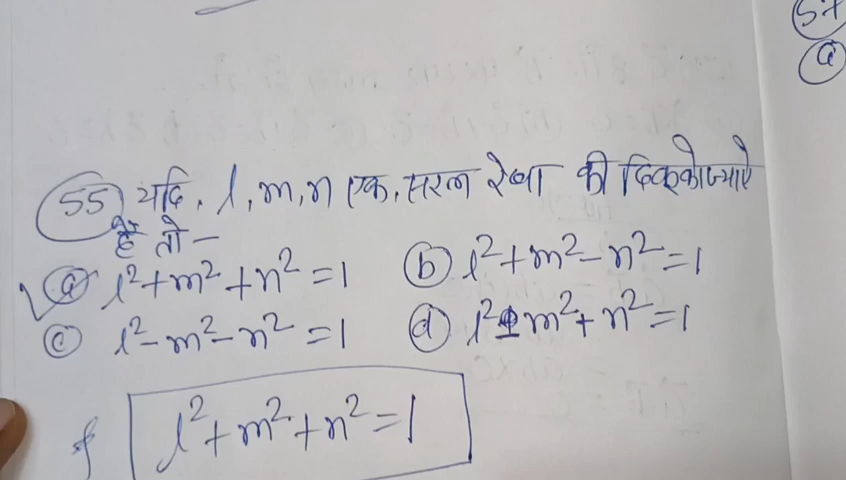 57
(a)
(55) यदि, l, m, n एक, सरल रेखा की दिक्कोज्याऐ
हैं तो –
(a) l²+m²+n²=1 (b) l²+m²-n²=1
(c) l²-m²-n²=1 (d) l²-m²+n²=1
l²+m²+n²=1